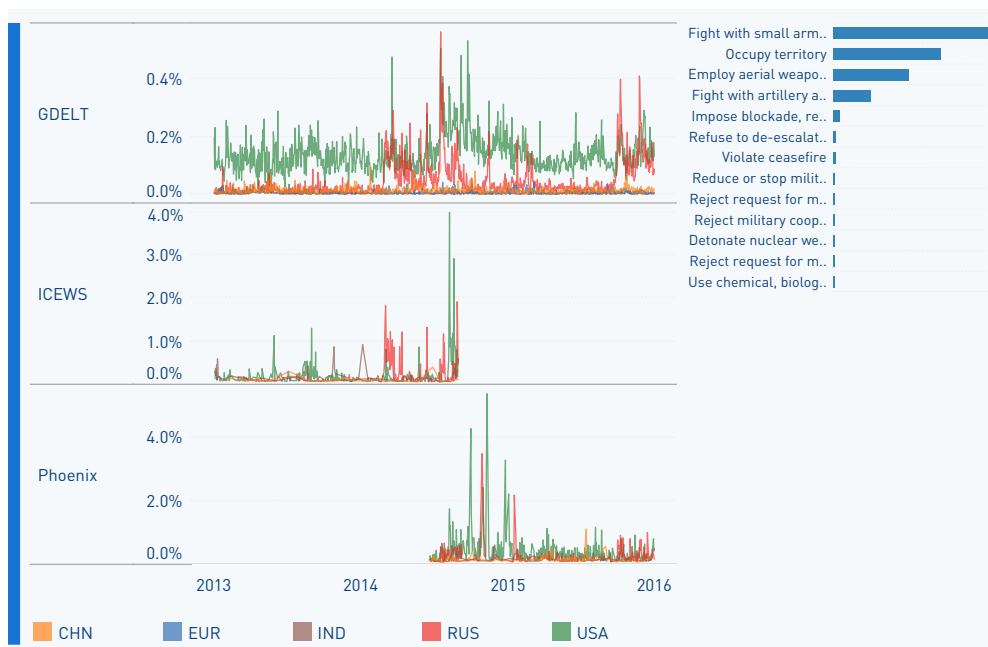 GDELT
0.4%
0.2%
0.0%
ICEWS
4.0%
3.0%
2.0%
1.0%
0.0%
Phoenix
4.0%
2.0%
0.0%
2013 2014 2015 2016
CHN EUR IND RUS USA
Fight with small arm..
Occupy territory
Employ aerial weapo..
Fight with artillery a..
Impose blockade, re..
Refuse to de-escalat..
Violate ceasefire
Reduce or stop milit..
Reject request for m..
Reject military coop..
Detonate nuclear we..
Reject request for m..
Use chemical, biolog..